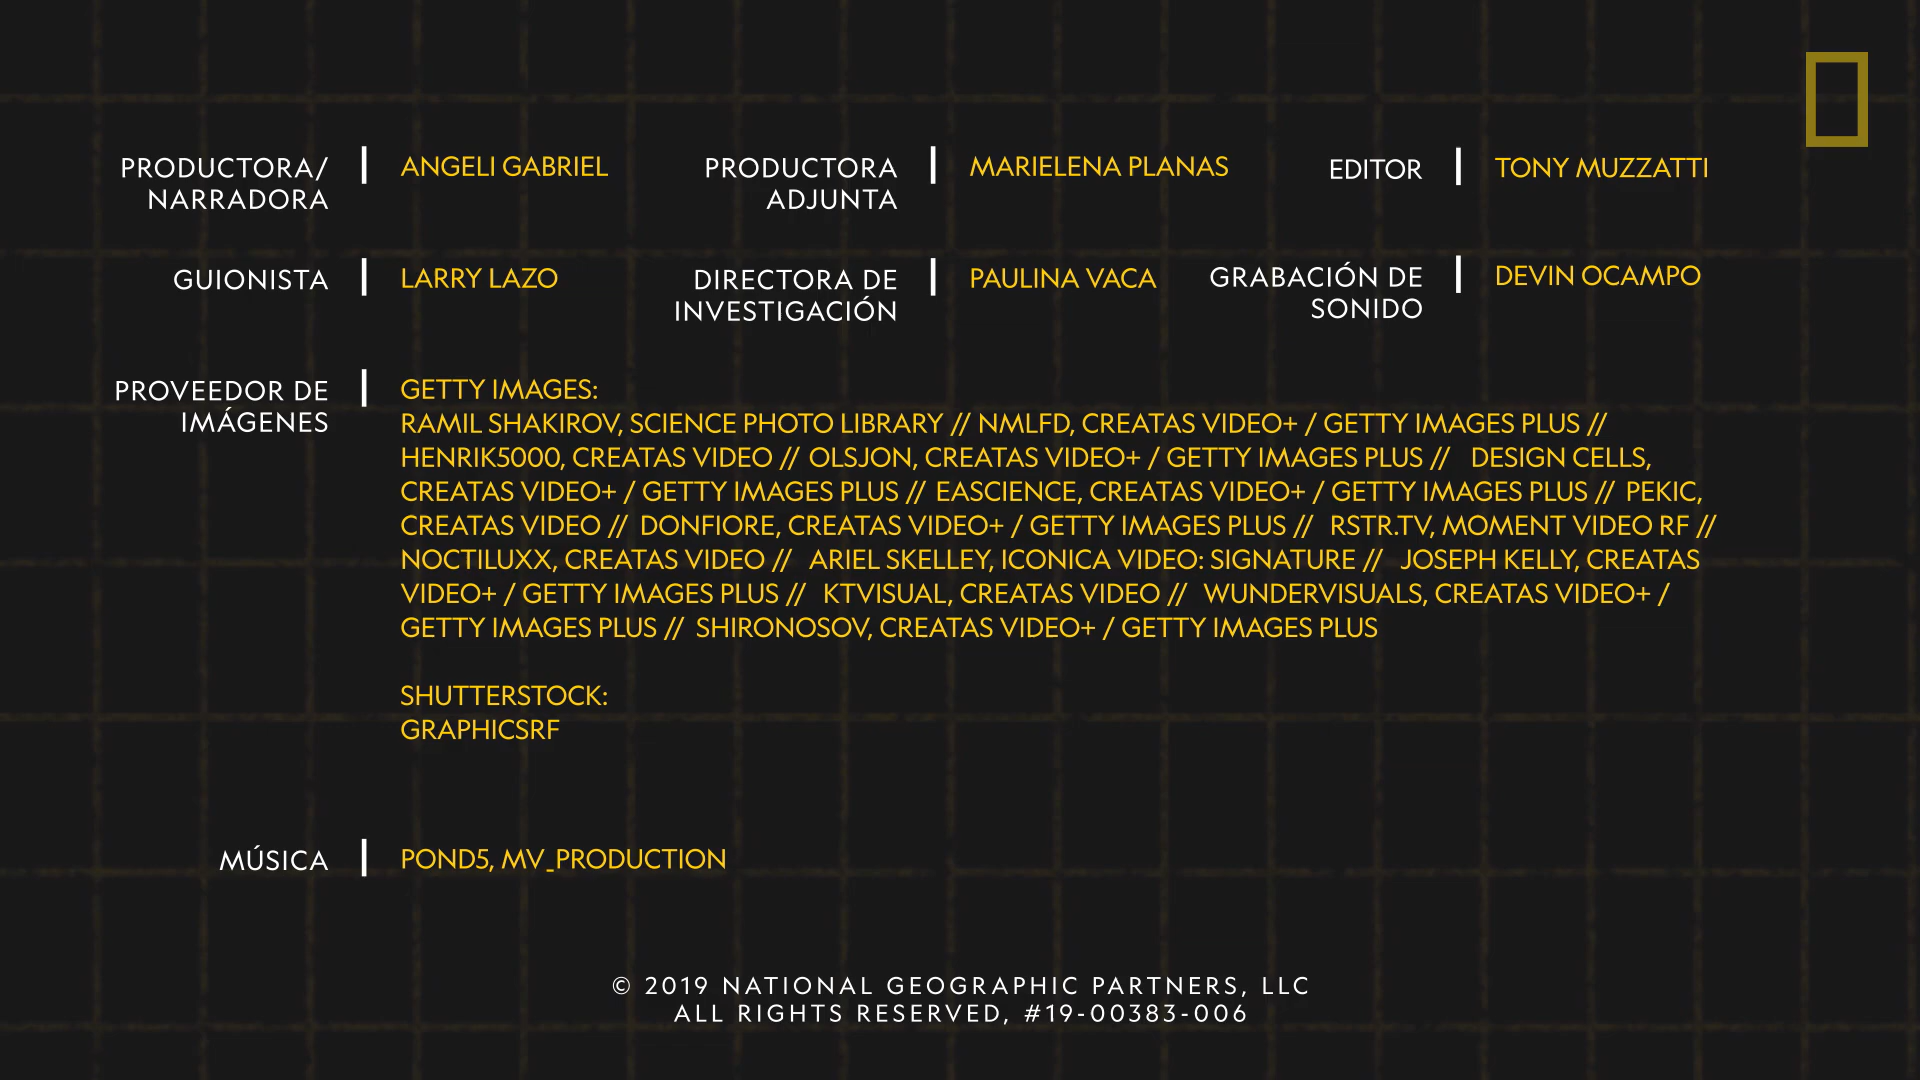 PRODUCTORA/
NARRADORA
ANGELI GABRIEL
PRODUCTORA
ADJUNTA
MARIELENA PLANAS
EDITOR
TONY MUZZATTI
GUIONISTA
LARRY LAZO
DIRECTORA DE
INVESTIGACIÓN
PAULINA VACA
GRABACIÓN DE
SONIDO
DEVIN OCAMPO
PROVEEDOR DE
IMÁGENES
GETTY IMAGES:
RAMIL SHAKIROV, SCIENCE PHOTO LIBRARY // NMLFD, CREATAS VIDEO+ / GETTY IMAGES PLUS //
HENRIK5000, CREATAS VIDEO // OLSJON, CREATAS VIDEO+ / GETTY IMAGES PLUS // DESIGN CELLS,
CREATAS VIDEO+ / GETTY IMAGES PLUS // EASCIENCE, CREATAS VIDEO+ / GETTY IMAGES PLUS // PEKIC,
CREATAS VIDEO // DONFIORE, CREATAS VIDEO+ / GETTY IMAGES PLUS // RSTR.TV, MOMENT VIDEO RF //
NOCTILUXX, CREATAS VIDEO // ARIEL SKELLEY, ICONICA VIDEO: SIGNATURE // JOSEPH KELLY, CREATAS
VIDEO+ / GETTY IMAGES PLUS // KTVISUAL, CREATAS VIDEO // WUNDERVISUALS, CREATAS VIDEO+ /
GETTY IMAGES PLUS // SHIRONOSOV, CREATAS VIDEO+ / GETTY IMAGES PLUS
SHUTTERSTOCK:
GRAPHICSRF
MÚSICA
POND5, MV_PRODUCTION
© 2019 NATIONAL GEOGRAPHIC PARTNERS, LLC
ALL RIGHTS RESERVED, #19-00383-006